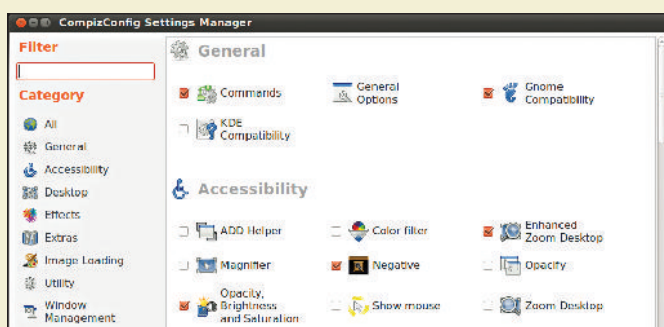 CompizConfig Settings Manager
Filter
Category
All
General
Accessibility
Desktop
Effects
Extras
Image Loading
Utility
Window
Management
General
Commands
General
Options
Gnome
Compatibility
KDE
Compatibility
Accessibility
ADD Helper
Color filter
Enhanced
Zoom Desktop
Magnifier
Negative
Opacify
Opacity,
Brightness
and Saturation
Show mouse
Zoom Desktop